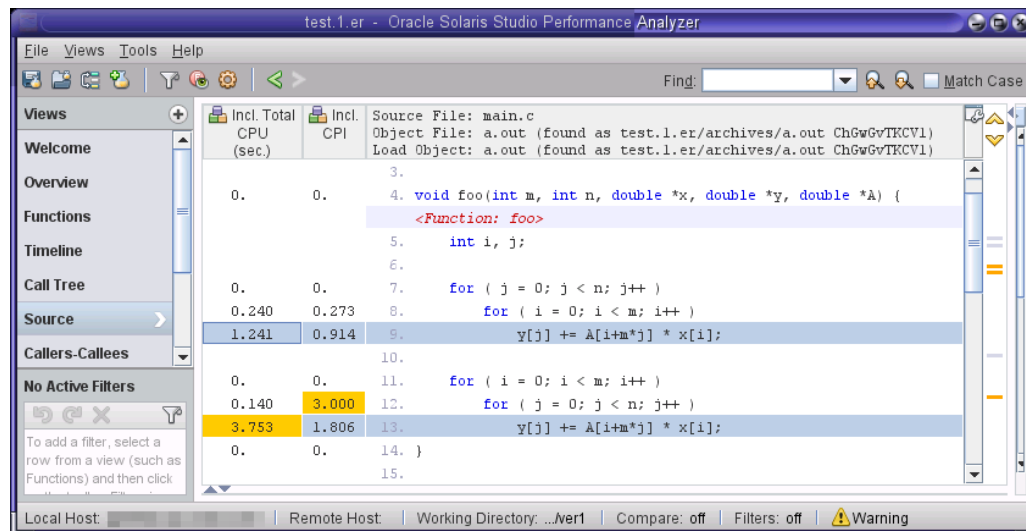 test.1.er - Oracle Solaris Studio Performance Analyzer
File Views Tools Help
Find: Match Case
Views
Welcome
Overview
Functions
Timeline
Call Tree
Source
Callers-Callees
No Active Filters
To add a filter, select a
row from a view (such as
Functions) and then click
Incl. Total CPU (sec.) Incl. CPI
Source File: main.c
Object File: a.out (found as test.1.er/archives/a.out ChGwGvTKCV1)
Load Object: a.out (found as test.1.er/archives/a.out ChGwGvTKCV1)
3.
0. 0. 4. void foo(int m, int n, double *x, double *y, double *A) {
<Function: foo>
5. int i, j;
6.
0. 0. 7. for ( j = 0; j < n; j++ )
0.240 0.273 8. for ( i = 0; i < m; i++ )
1.241 0.914 9. y[j] += A[i+m*j] * x[i];
10.
0. 0. 11. for ( i = 0; i < m; i++ )
0.140 3.000 12. for ( j = 0; j < n; j++ )
3.753 1.806 13. y[j] += A[i+m*j] * x[i];
0. 0. 14. }
15.
Local Host: Remote Host: Working Directory: .../ver1 Compare: off Filters: off Warning